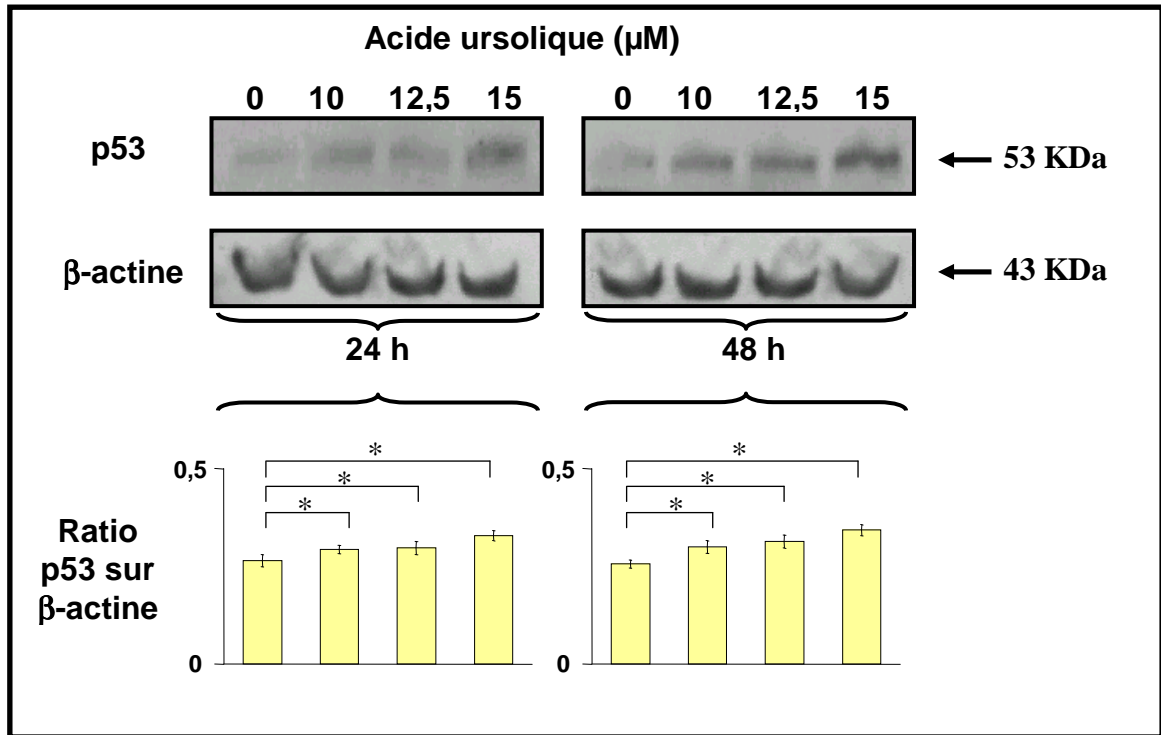 Acide ursolique (µM)
0 10 12,5 15 0 10 12,5 15
p53 53 KDa
β-actine 43 KDa
24 h 48 h
* *
* *
* *
0,5 0,5
Ratio
p53 sur
β-actine
0 0